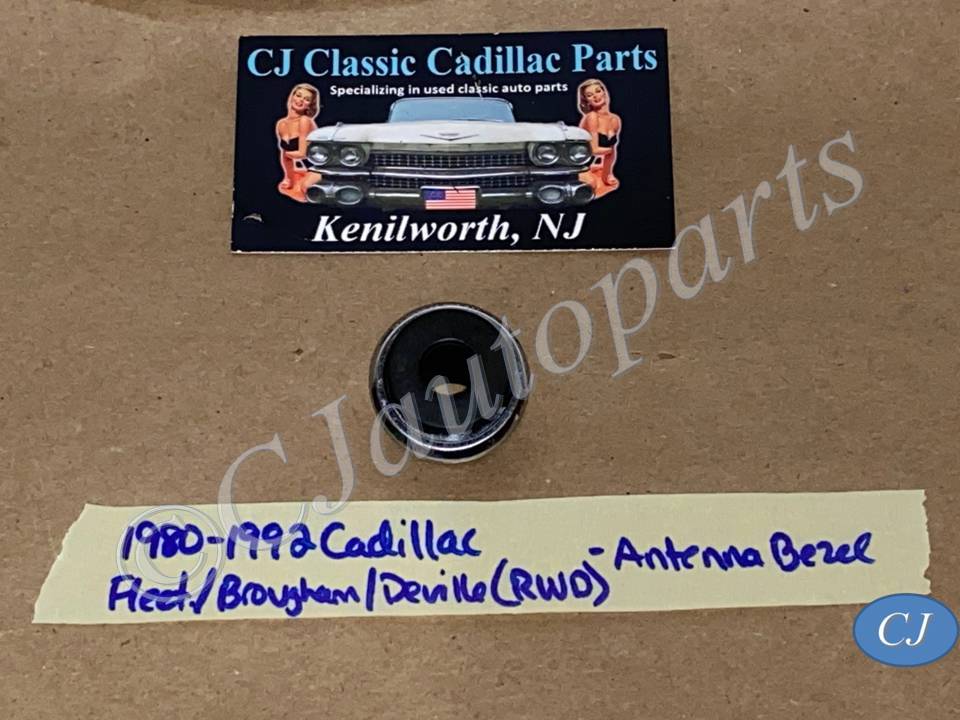 CJ Classic Cadillac Parts
Specializing in used classic auto parts
Kenilworth, NJ
©CJautoparts
1980-1992 Cadillac
Fleet/Brougham/Deville (RWD) - Antenna Bezel
CJ